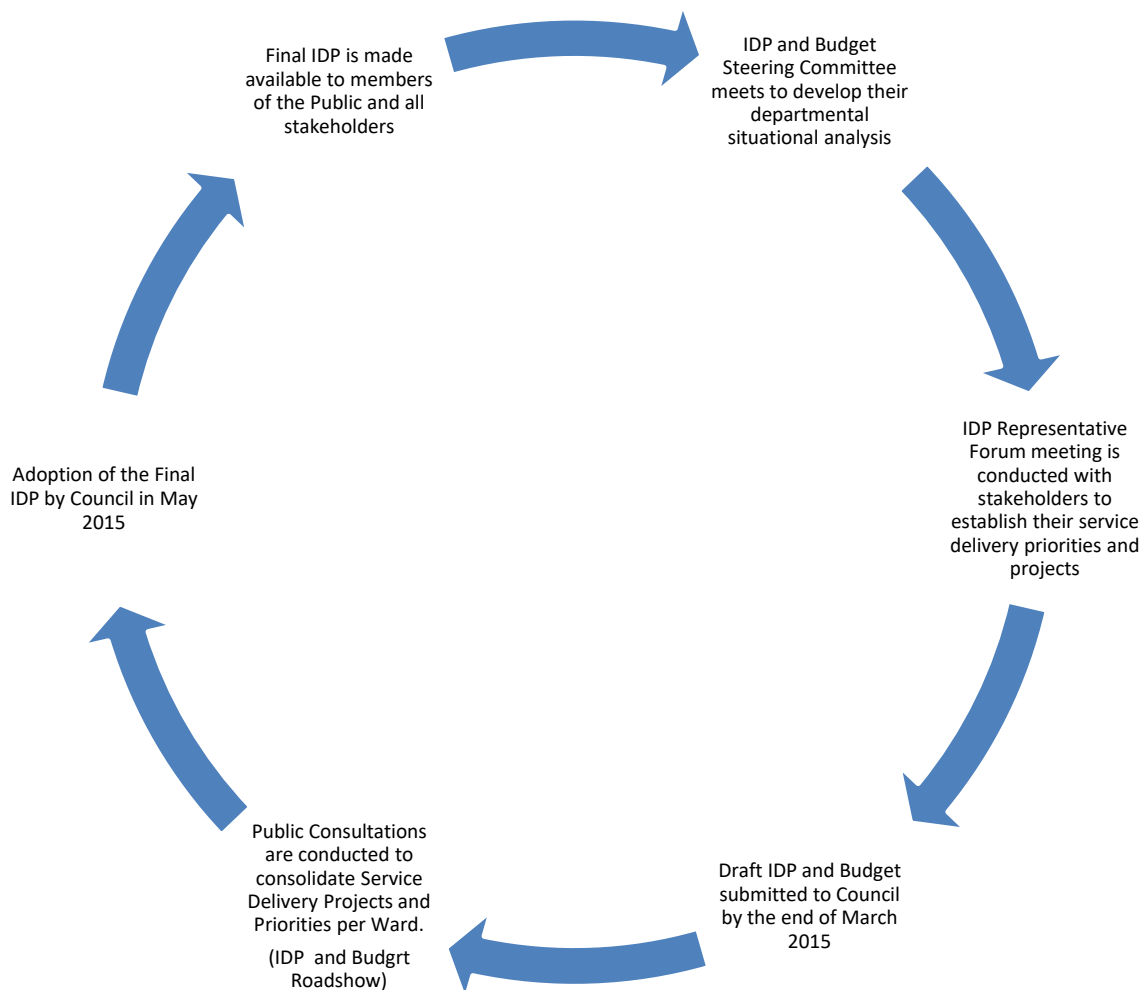 Final IDP is made
available to members
of the Public and all
stakeholders
IDP and Budget
Steering Committee
meets to develop their
departmental
situational analysis
IDP Representative
Forum meeting is
conducted with
stakeholders to
establish their service
delivery priorities and
projects
Draft IDP and Budget
submitted to Council
by the end of March
2015
Public Consultations
are conducted to
consolidate Service
Delivery Projects and
Priorities per Ward.
(IDP and Budgrt
Roadshow)
Adoption of the Final
IDP by Council in May
2015